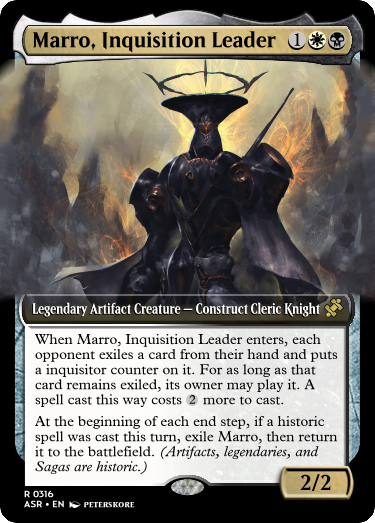 Marro, Inquisition Leader 1
Legendary Artifact Creature — Construct Cleric Knight
When Marro, Inquisition Leader enters, each
opponent exiles a card from their hand and puts
a inquisitor counter on it. For as long as that
card remains exiled, its owner may play it. A
spell cast this way costs 2 more to cast.
At the beginning of each end step, if a historic
spell was cast this turn, exile Marro, then return
it to the battlefield. (Artifacts, legendaries, and
Sagas are historic.)
2/2
R 0316
ASR • EN PETERSKORE